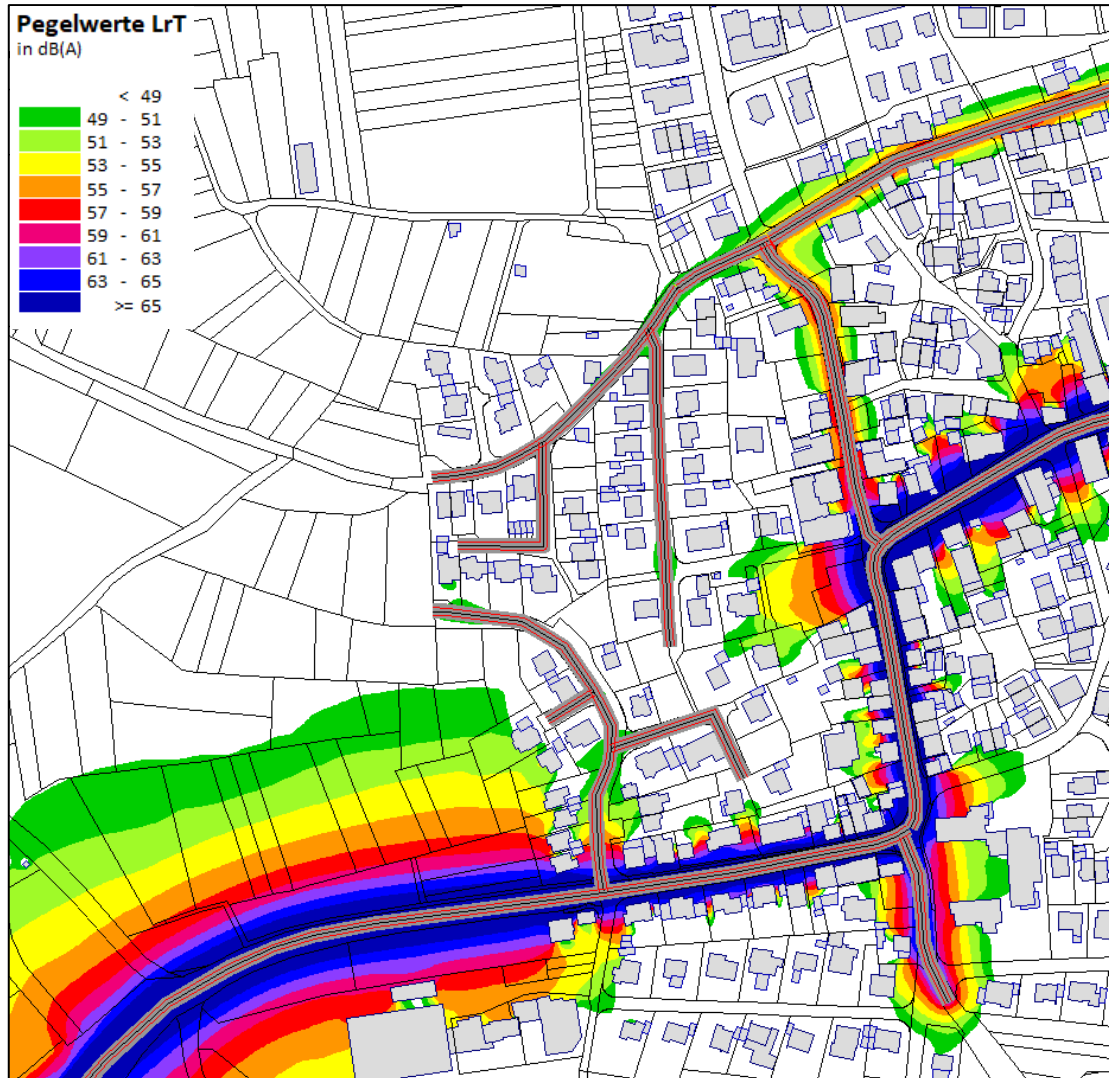 Pegelwerte LrT
in dB(A)
< 49
49 - 51
51 - 53
53 - 55
55 - 57
57 - 59
59 - 61
61 - 63
63 - 65
>= 65